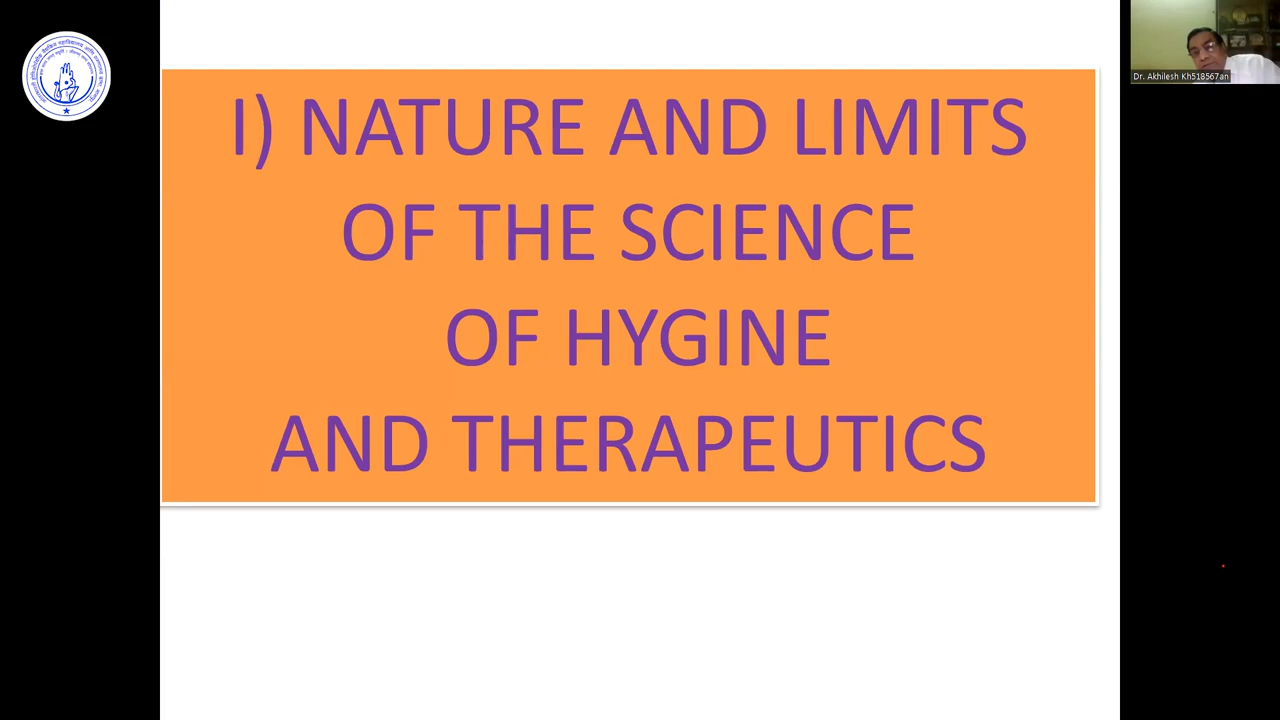 I) NATURE AND LIMITS
OF THE SCIENCE
OF HYGINE
AND THERAPEUTICS
Dr. Akhilesh Kh518567an